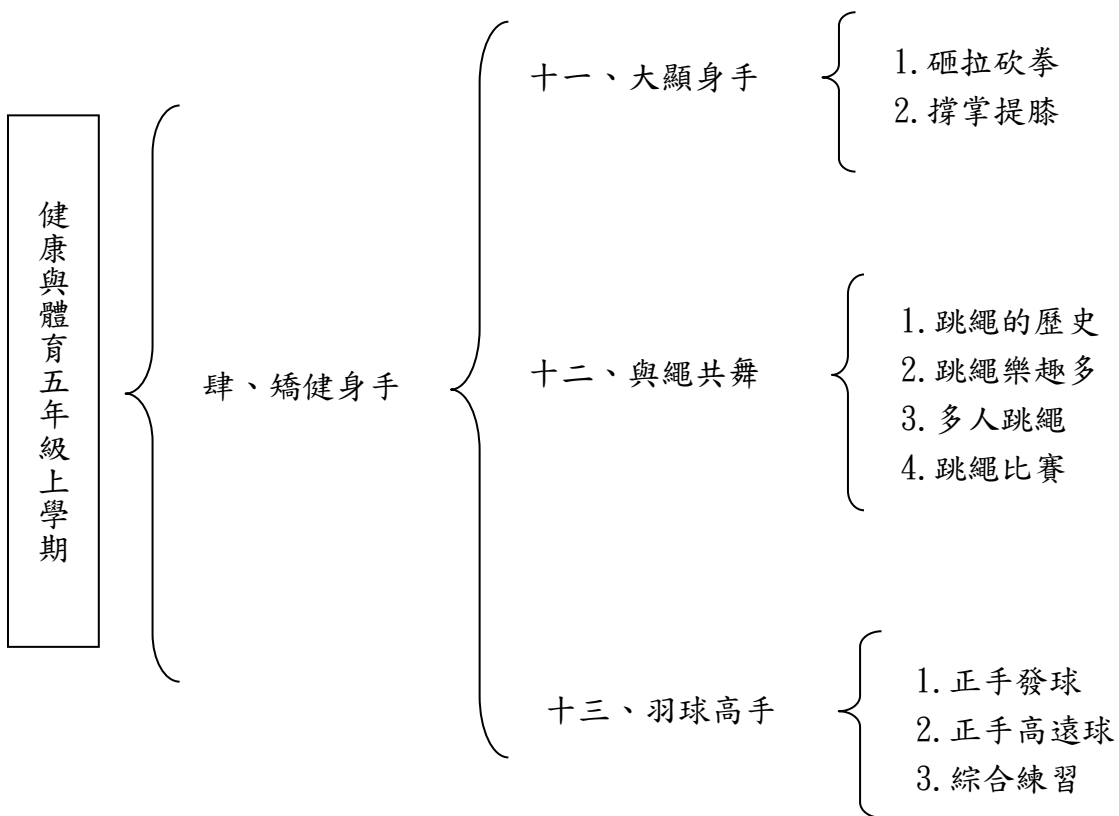 健康與體育五年級上學期
肆、矯健身手
十一、大顯身手
1.砸拉砍拳
2.撐掌提膝
十二、與繩共舞
1.跳繩的歷史
2.跳繩樂趣多
3.多人跳繩
4.跳繩比賽
十三、羽球高手
1.正手發球
2.正手高遠球
3.綜合練習